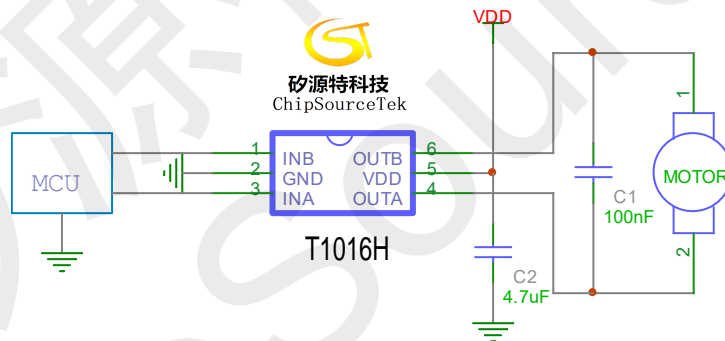 VDD
矽源特科技
ChipSourceTek
MCU
1 INB OUTB 6
2 GND VDD 5
3 INA OUTA 4
T1016H
C1
100nF
C2
4.7uF
1
MOTOR
2